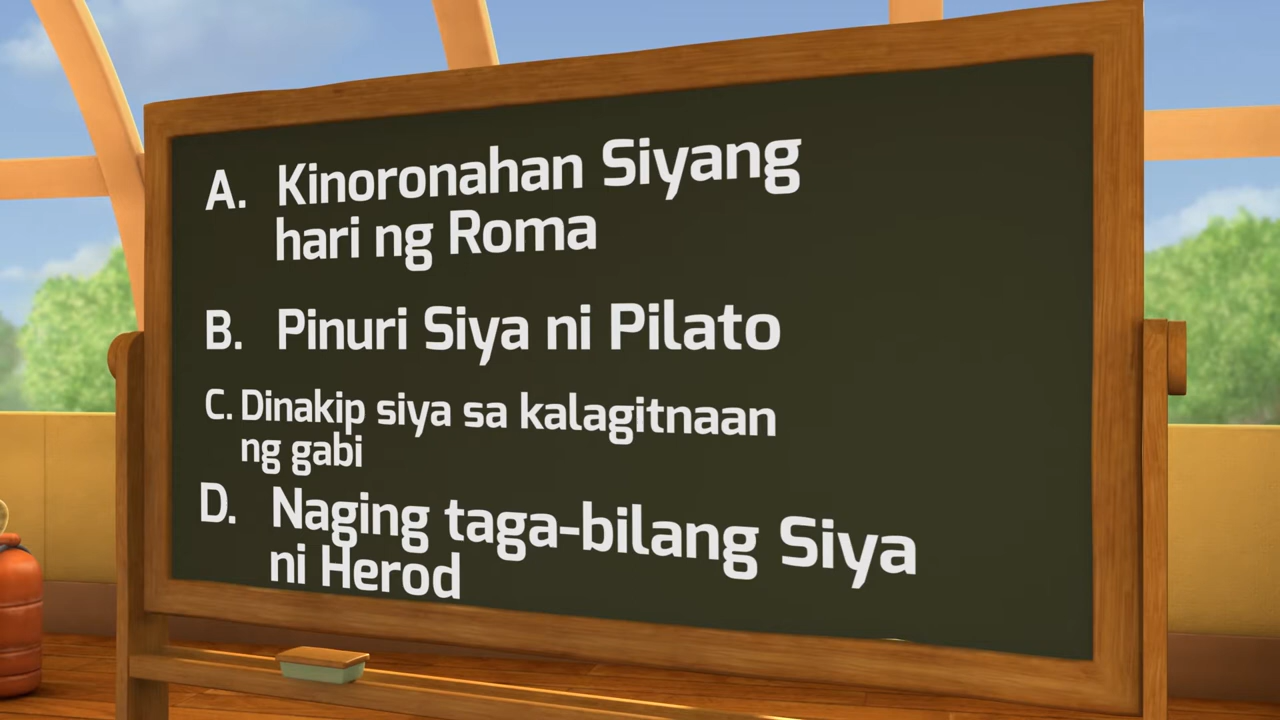 A. Kinoronahan Siyang
hari ng Roma
B. Pinuri Siya ni Pilato
C. Dinakip siya sa kalagitnaan
ng gabi
D. Naging taga-bilang Siya
ni Herod